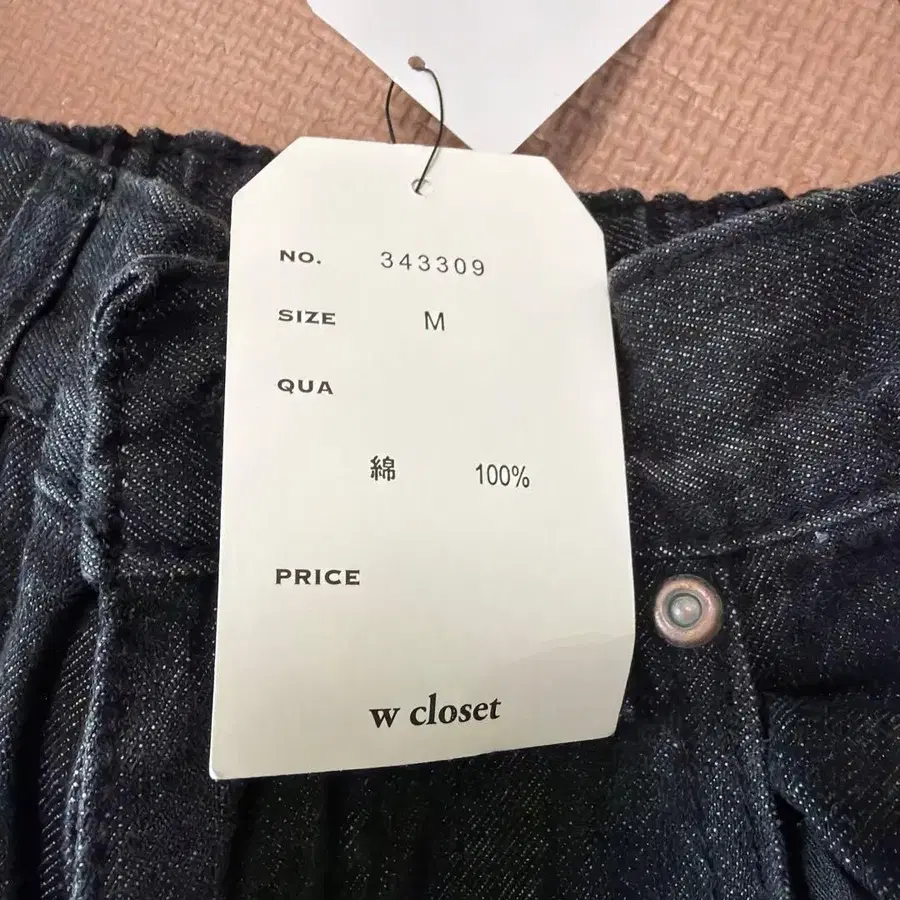 NO. 343309
SIZE M
QUA
綿 100%
PRICE
w closet